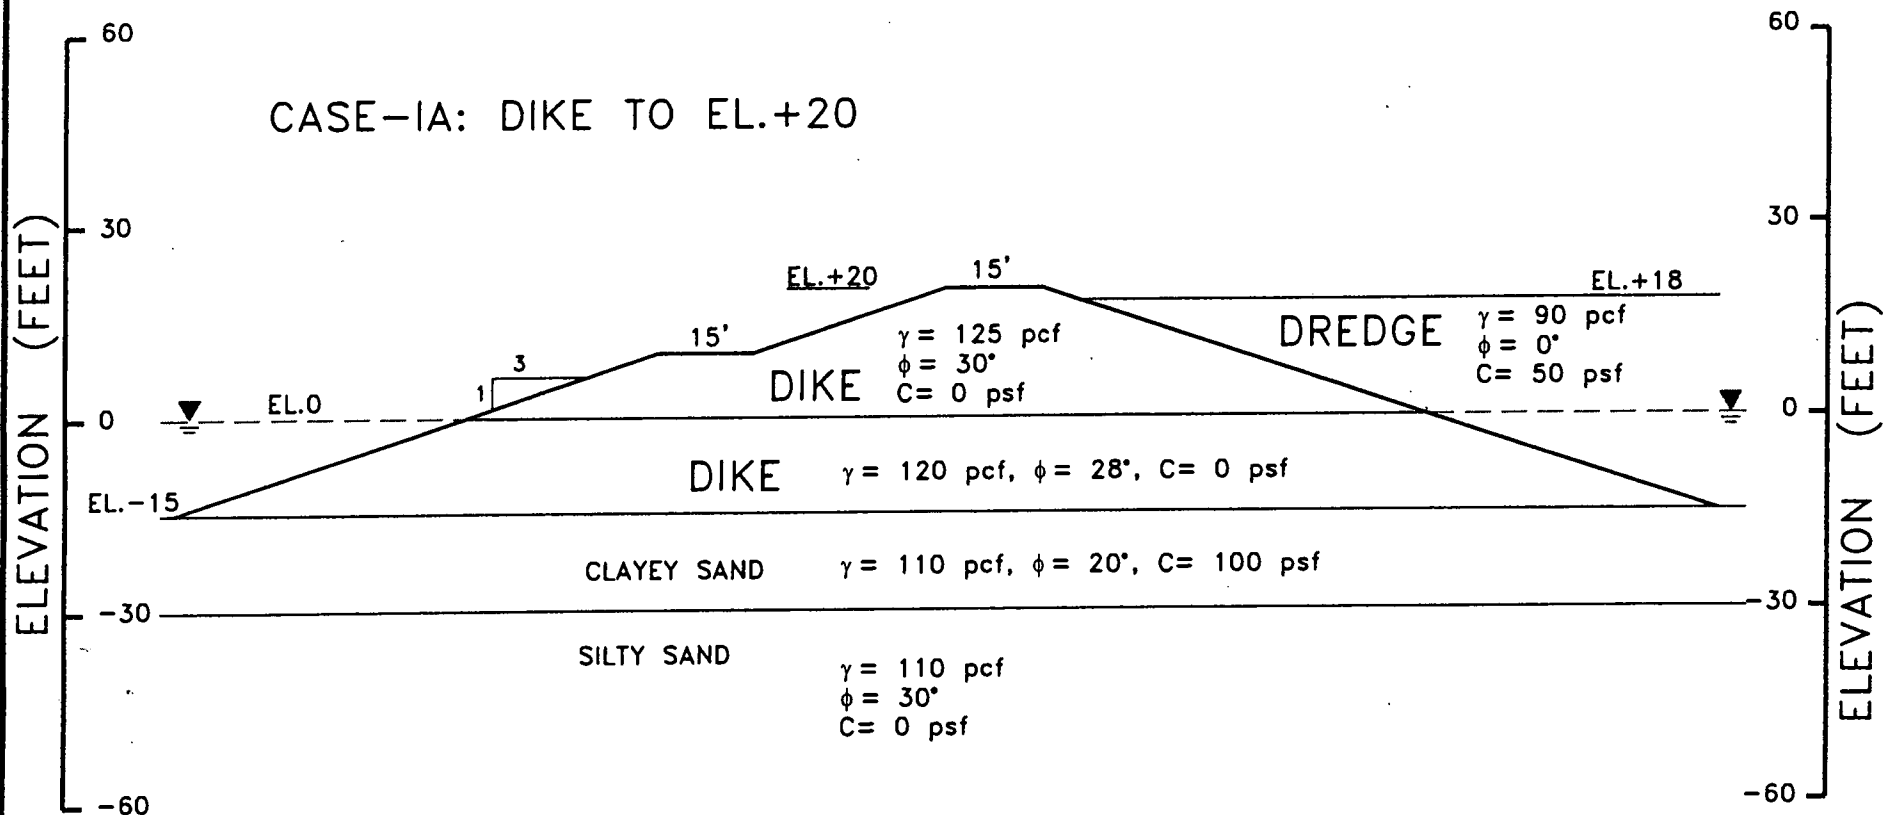 60
60
CASE-IA: DIKE TO EL.+20
ELEVATION (FEET)
30
30
EL.+20
15'
EL.+18
15'
γ = 125 pcf
φ = 30°
C= 0 psf
DREDGE
γ = 90 pcf
φ = 0°
C= 50 psf
3
1
DIKE
EL.0
0
0
ELEVATION (FEET)
DIKE γ = 120 pcf, φ = 28°, C= 0 psf
EL.-15
CLAYEY SAND γ = 110 pcf, φ = 20°, C= 100 psf
-30
-30
SILTY SAND
γ = 110 pcf
φ = 30°
C= 0 psf
-60
-60